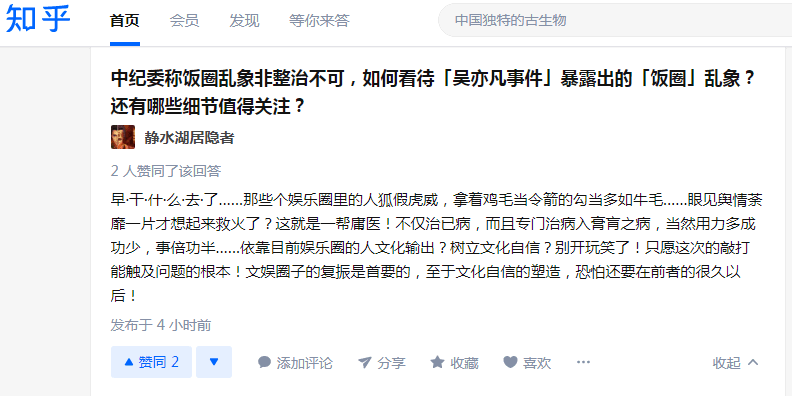 知乎 首页 会员 发现 等你来答 中国独特的古生物
中纪委称饭圈乱象非整治不可，如何看待「吴亦凡事件」暴露出的「饭圈」乱象？
还有哪些细节值得关注？
静水湖居隐者
2 人赞同了该回答
早·干·什·么·去·了......那些个娱乐圈里的人狐假虎威，拿着鸡毛当令箭的勾当多如牛毛......眼见舆情荼
靡一片才想起来救火了？这就是一帮庸医！不仅治已病，而且专门治病入膏肓之病，当然用力多成
功少，事倍功半......依靠目前娱乐圈的人文化输出？树立文化自信？别开玩笑了！只愿这次的敲打
能触及问题的根本！文娱圈子的复振是首要的，至于文化自信的塑造，恐怕还要在前者的很久以
后！
发布于 4 小时前
赞同 2 添加评论 分享 收藏 喜欢 ··· 收起